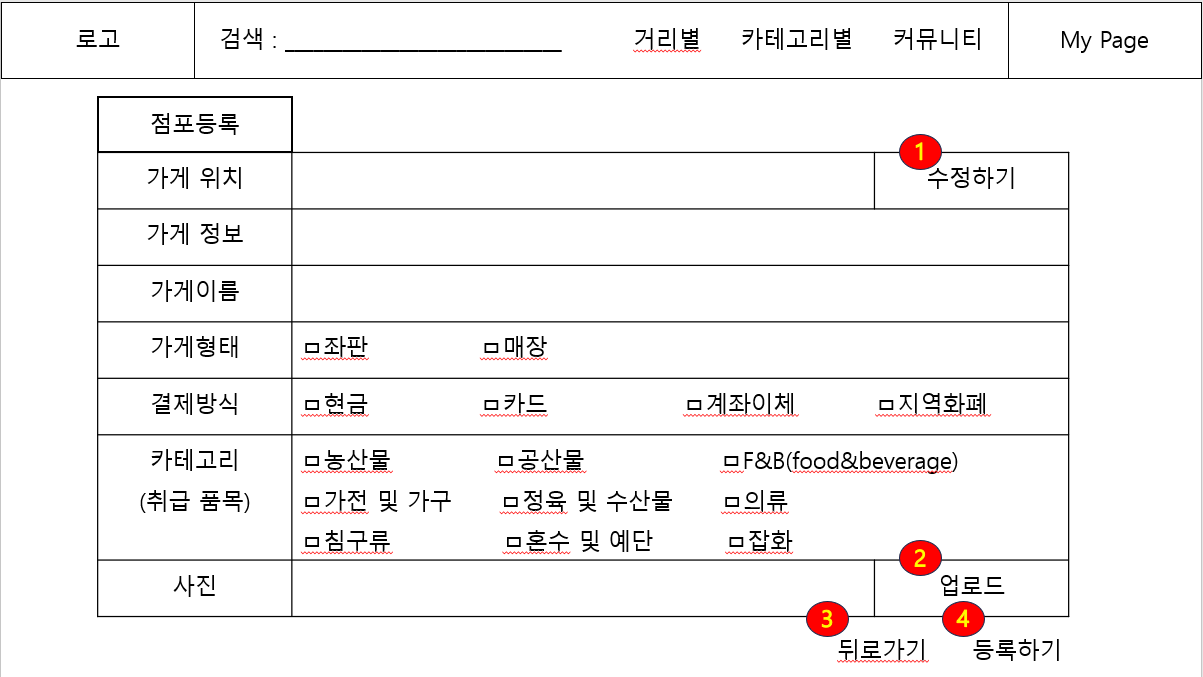 로고 검색 : ________________________ 거리별 카테고리별 커뮤니티 My Page
점포등록
1
가게 위치 수정하기
가게 정보
가게이름
가게형태 ㅁ좌판 ㅁ매장
결제방식 ㅁ현금 ㅁ카드 ㅁ계좌이체 ㅁ지역화폐
카테고리 ㅁ농산물 ㅁ공산물 ㅁF&B(food&beverage)
(취급 품목) ㅁ가전 및 가구 ㅁ정육 및 수산물 ㅁ의류
ㅁ침구류 ㅁ혼수 및 예단 ㅁ잡화
2
사진 업로드
3 4
뒤로가기 등록하기